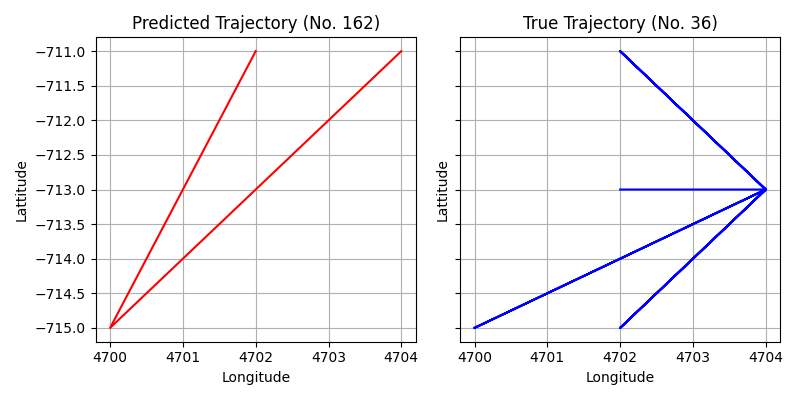 Predicted Trajectory (No. 162)
True Trajectory (No. 36)
−711.0
−711.5
−712.0
−712.5
−713.0
−713.5
−714.0
−714.5
−715.0
Lattitude
Lattitude
4700 4701 4702 4703 4704
4700 4701 4702 4703 4704
Longitude
Longitude